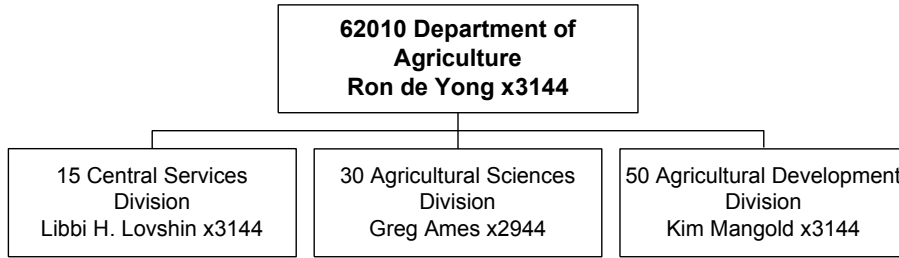 62010 Department of
Agriculture
Ron de Yong x3144
15 Central Services
Division
Libbi H. Lovshin x3144
30 Agricultural Sciences
Division
Greg Ames x2944
50 Agricultural Development
Division
Kim Mangold x3144